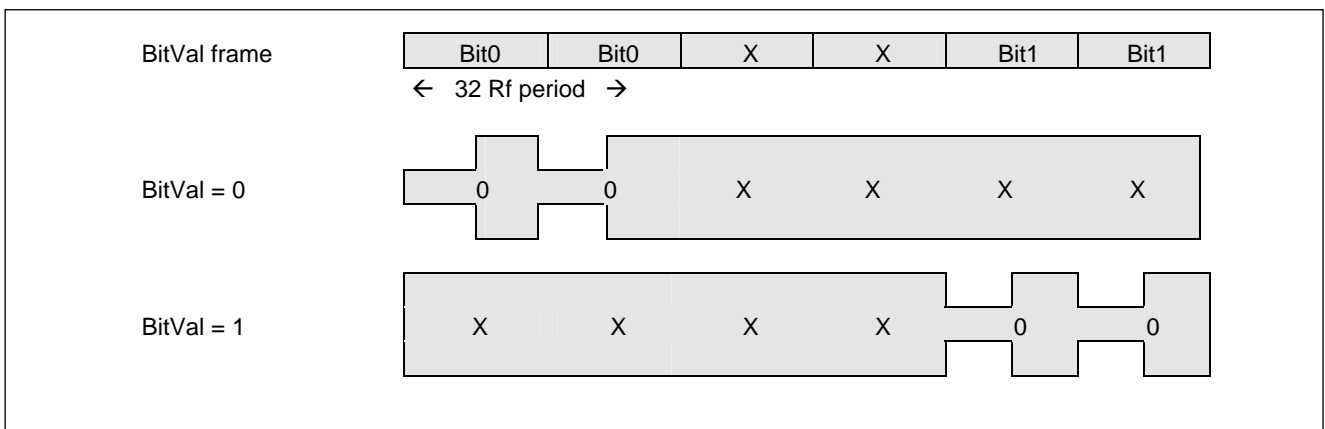 BitVal frame Bit0 Bit0 X X Bit1 Bit1
← 32 Rf period →
BitVal = 0 0 0 X X X X
BitVal = 1 X X X X 0 0